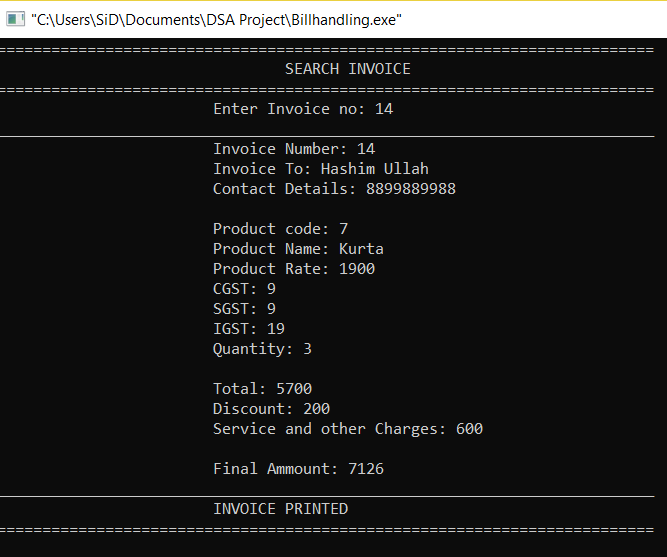 "C:\Users\SiD\Documents\DSA Project\Billhandling.exe"
SEARCH INVOICE
Enter Invoice no: 14
Invoice Number: 14
Invoice To: Hashim Ullah
Contact Details: 8899889988
Product code: 7
Product Name: Kurta
Product Rate: 1900
CGST: 9
SGST: 9
IGST: 19
Quantity: 3
Total: 5700
Discount: 200
Service and other Charges: 600
Final Ammount: 7126
INVOICE PRINTED